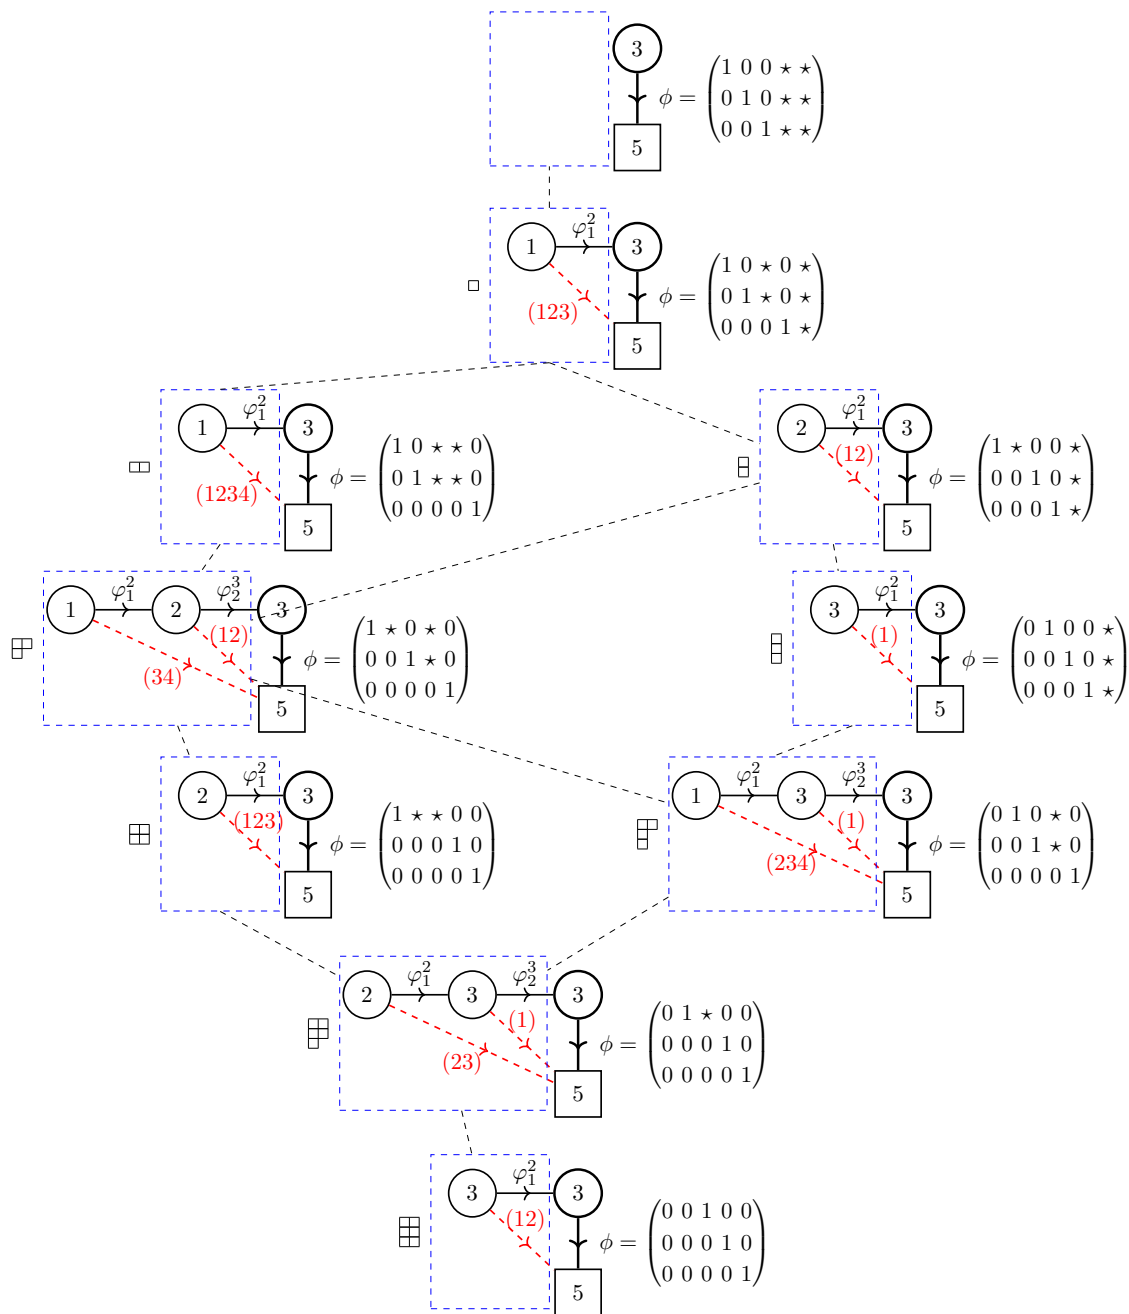 3
ϕ = (1 0 0 ⋆ ⋆
0 1 0 ⋆ ⋆
0 0 1 ⋆ ⋆)
5
1 φ₁² 3
(123)
ϕ = (1 0 ⋆ 0 ⋆
0 1 ⋆ 0 ⋆
0 0 0 1 ⋆)
5
1 φ₁² 3
(1234)
ϕ = (1 0 ⋆ ⋆ 0
0 1 ⋆ ⋆ 0
0 0 0 0 1)
5
2 φ₁² 3
(12)
ϕ = (1 ⋆ 0 0 ⋆
0 0 1 0 ⋆
0 0 0 1 ⋆)
5
1 φ₁² 2 φ₂³ 3
(12)
(34)
ϕ = (1 ⋆ 0 ⋆ 0
0 0 1 ⋆ 0
0 0 0 0 1)
5
3 φ₁² 3
(1)
ϕ = (0 1 0 0 ⋆
0 0 1 0 ⋆
0 0 0 1 ⋆)
5
2 φ₁² 3
(123)
ϕ = (1 ⋆ ⋆ 0 0
0 0 0 1 0
0 0 0 0 1)
5
1 φ₁² 3 φ₂³ 3
(1)
(234)
ϕ = (0 1 0 ⋆ 0
0 0 1 ⋆ 0
0 0 0 0 1)
5
2 φ₁² 3 φ₂³ 3
(1)
(23)
ϕ = (0 1 ⋆ 0 0
0 0 0 1 0
0 0 0 0 1)
5
3 φ₁² 3
(12)
ϕ = (0 0 1 0 0
0 0 0 1 0
0 0 0 0 1)
5